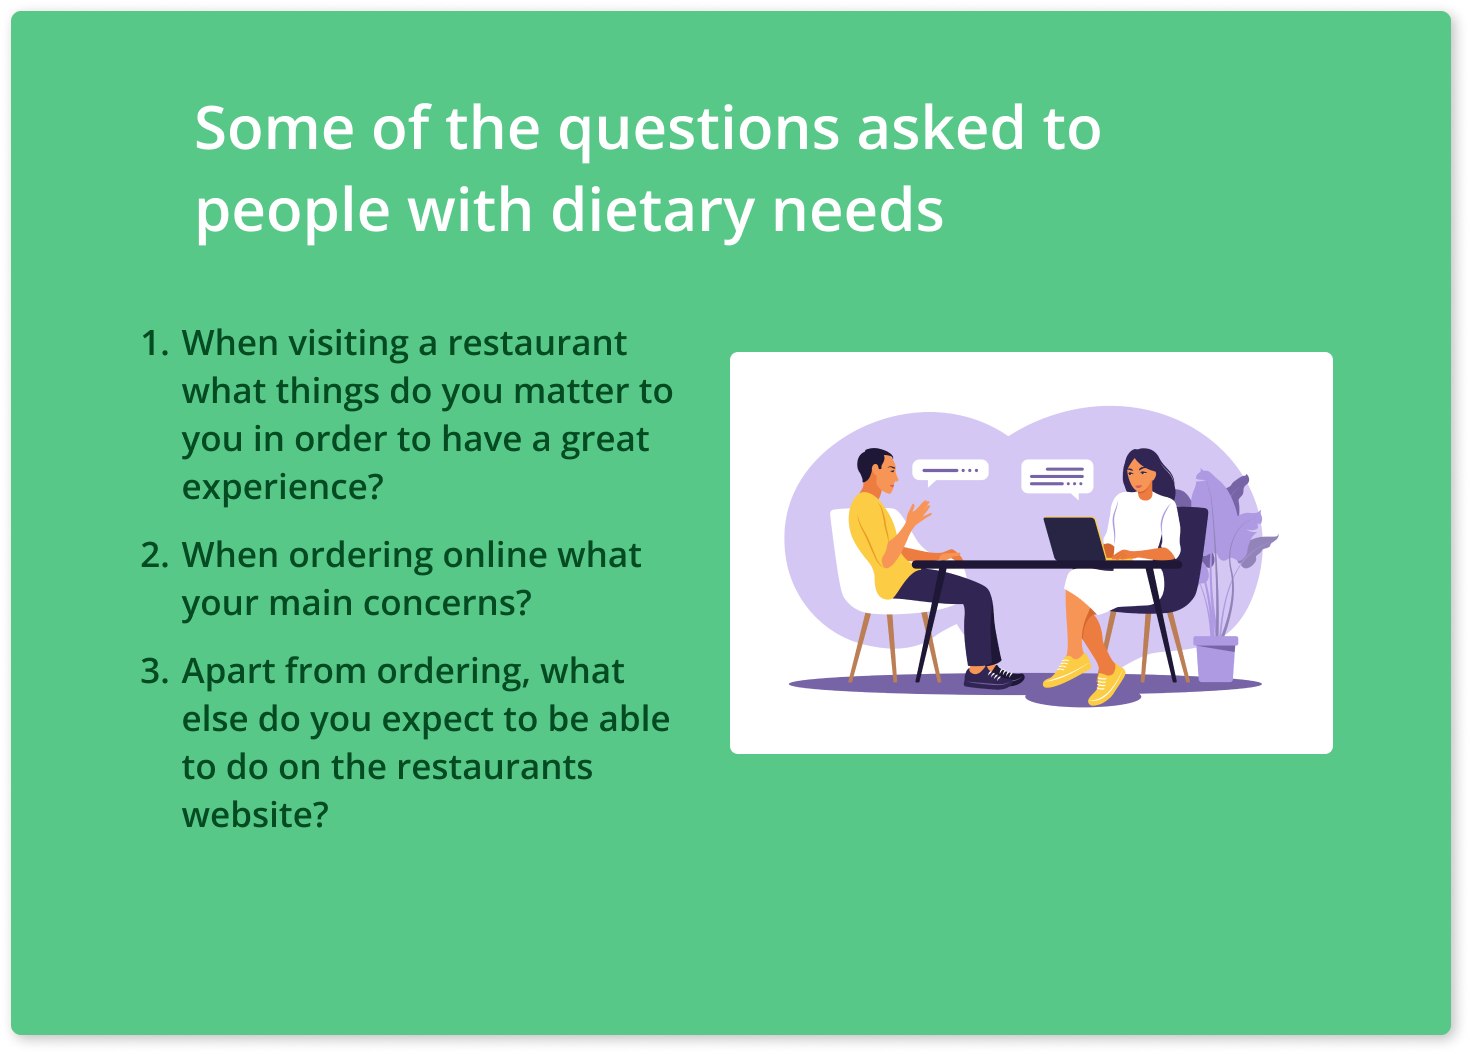 Some of the questions asked to
people with dietary needs
1. When visiting a restaurant
what things do you matter to
you in order to have a great
experience?
2. When ordering online what
your main concerns?
3. Apart from ordering, what
else do you expect to be able
to do on the restaurants
website?